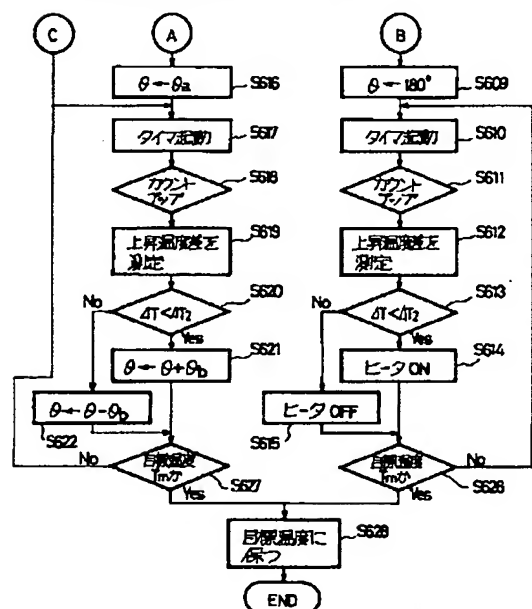 C
A
B
θ ← θa
S616
θ ← 180°
S609
タイマ起動
S617
タイマ起動
S610
カウント
アップ
S618
カウント
アップ
S611
上昇温度差を
測定
S619
上昇温度差を
測定
S612
No
ΔT<ΔT2
S620
Yes
No
ΔT<ΔT2
S613
Yes
θ ← θ+θb
S621
ヒータ ON
S614
θ ← θ-θb
S622
ヒータ OFF
S615
No
目標温度
Tmか
S627
Yes
目標温度
Tmか
No
S626
Yes
目標温度に
保つ
S628
END